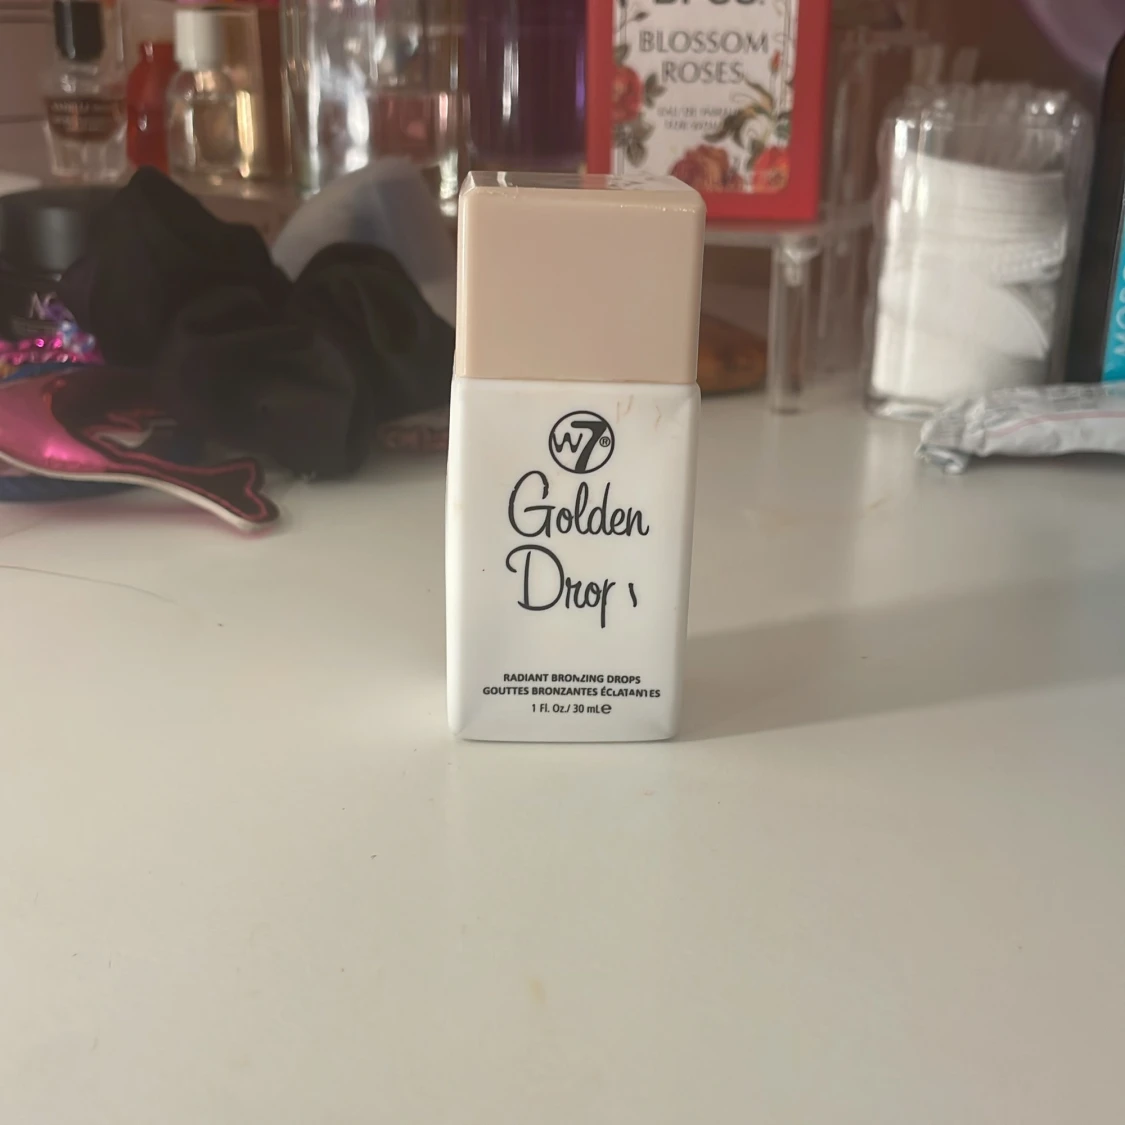 BLOSSOM
ROSES
W7®
Golden
Drop
RADIANT BRONZING DROPS
GOUTTES BRONZANTES ÉCLATANTES
1 Fl. Oz./ 30 mL e